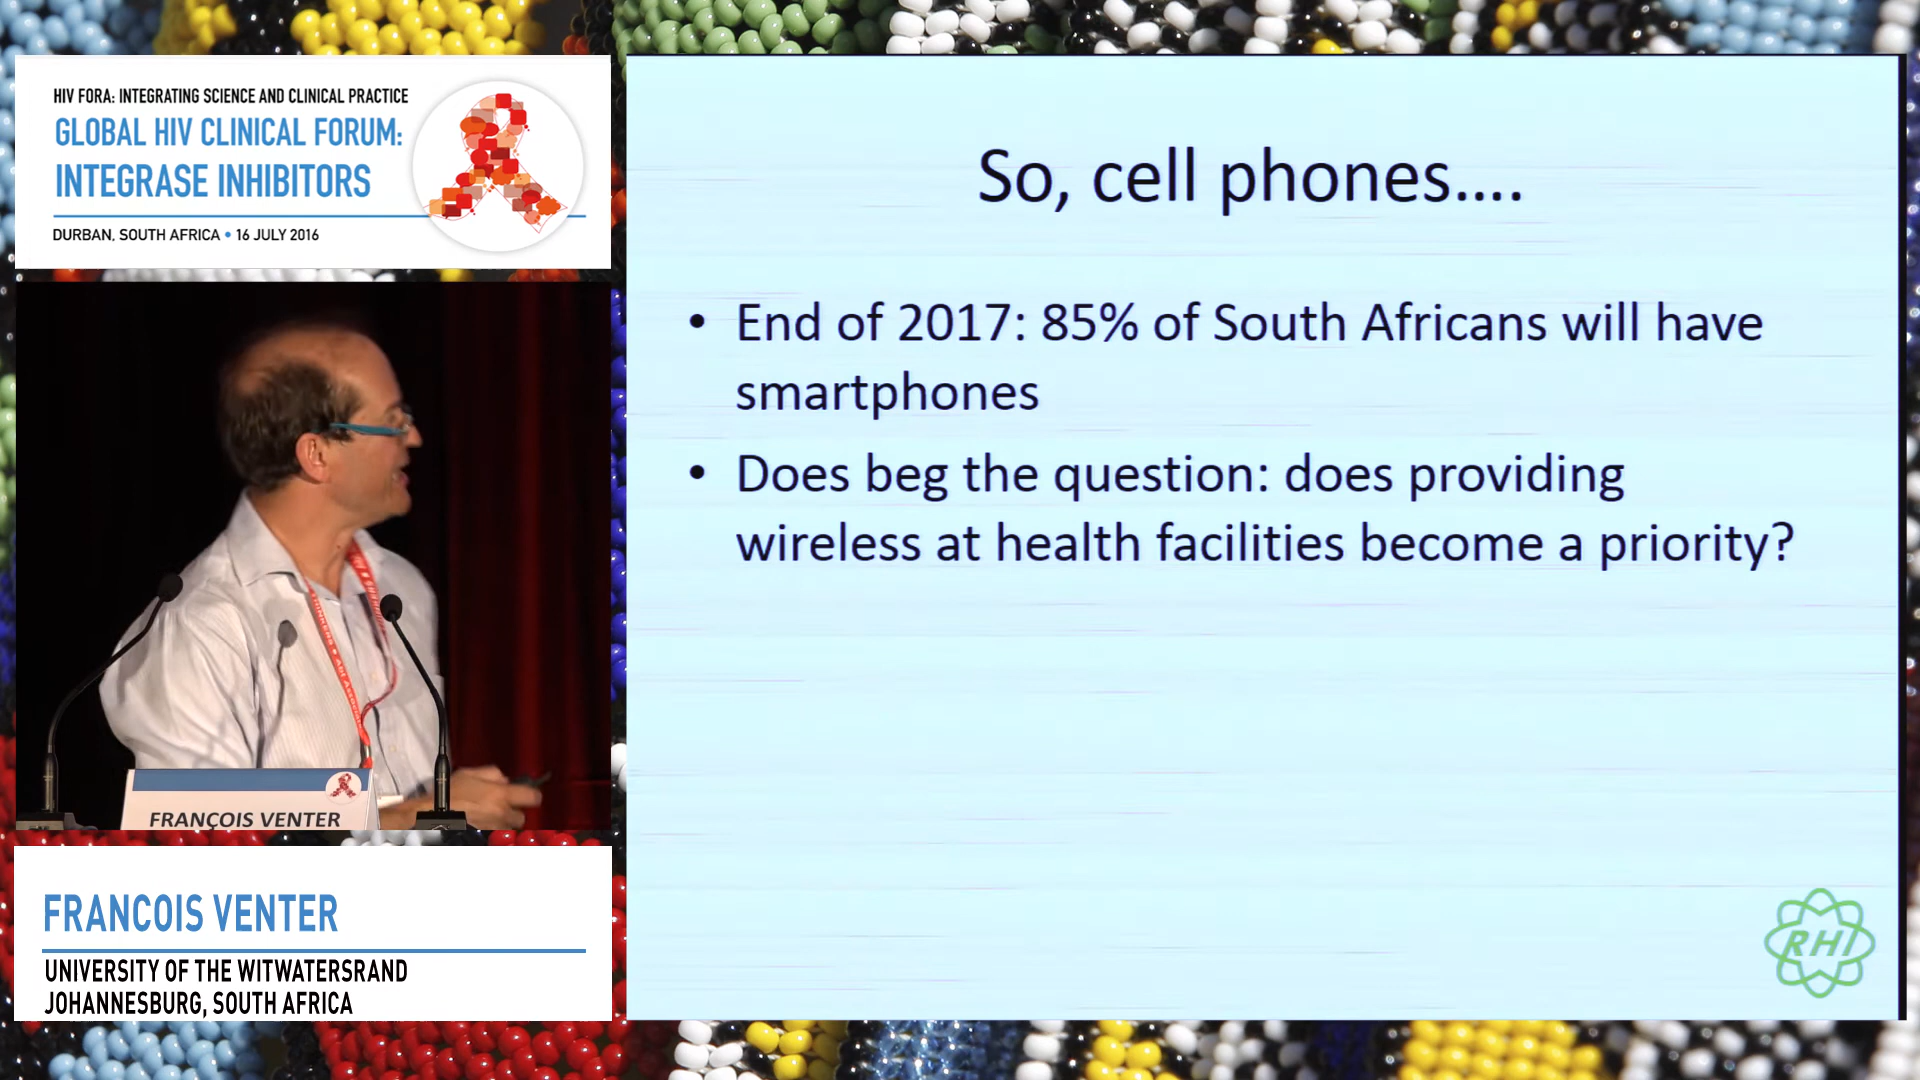 HIV FORA: INTEGRATING SCIENCE AND CLINICAL PRACTICE
GLOBAL HIV CLINICAL FORUM:
INTEGRASE INHIBITORS
DURBAN, SOUTH AFRICA • 16 JULY 2016
FRANÇOIS VENTER
FRANCOIS VENTER
UNIVERSITY OF THE WITWATERSRAND
JOHANNESBURG, SOUTH AFRICA
So, cell phones....
• End of 2017: 85% of South Africans will have
smartphones
• Does beg the question: does providing
wireless at health facilities become a priority?
RHI